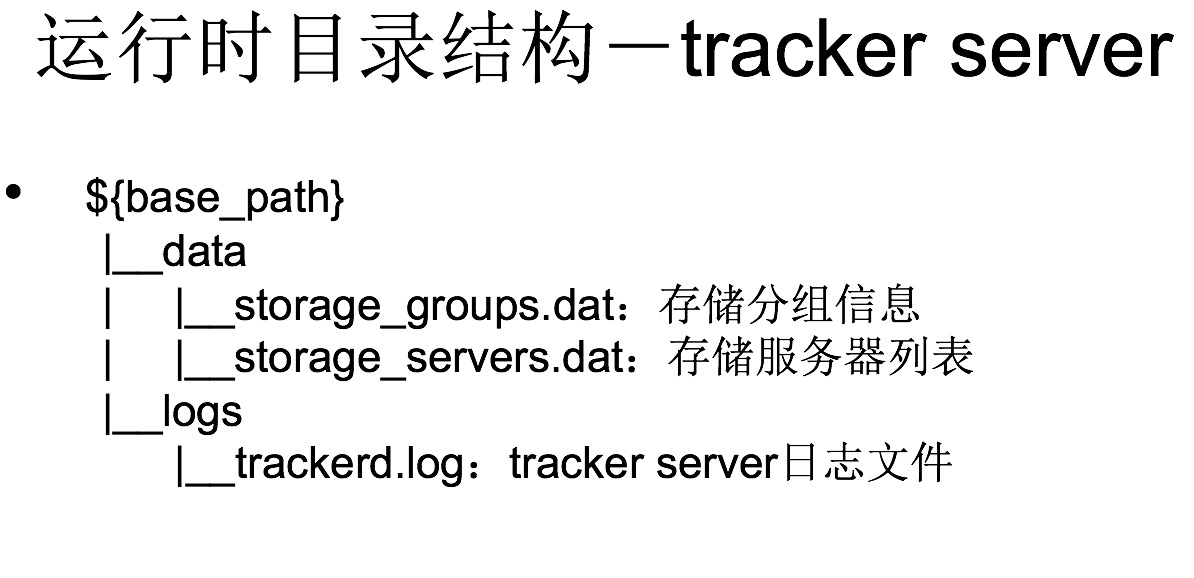 运行时目录结构－tracker server
• ${base_path}
|__data
| |__storage_groups.dat：存储分组信息
| |__storage_servers.dat：存储服务器列表
|__logs
|__trackerd.log：tracker server日志文件